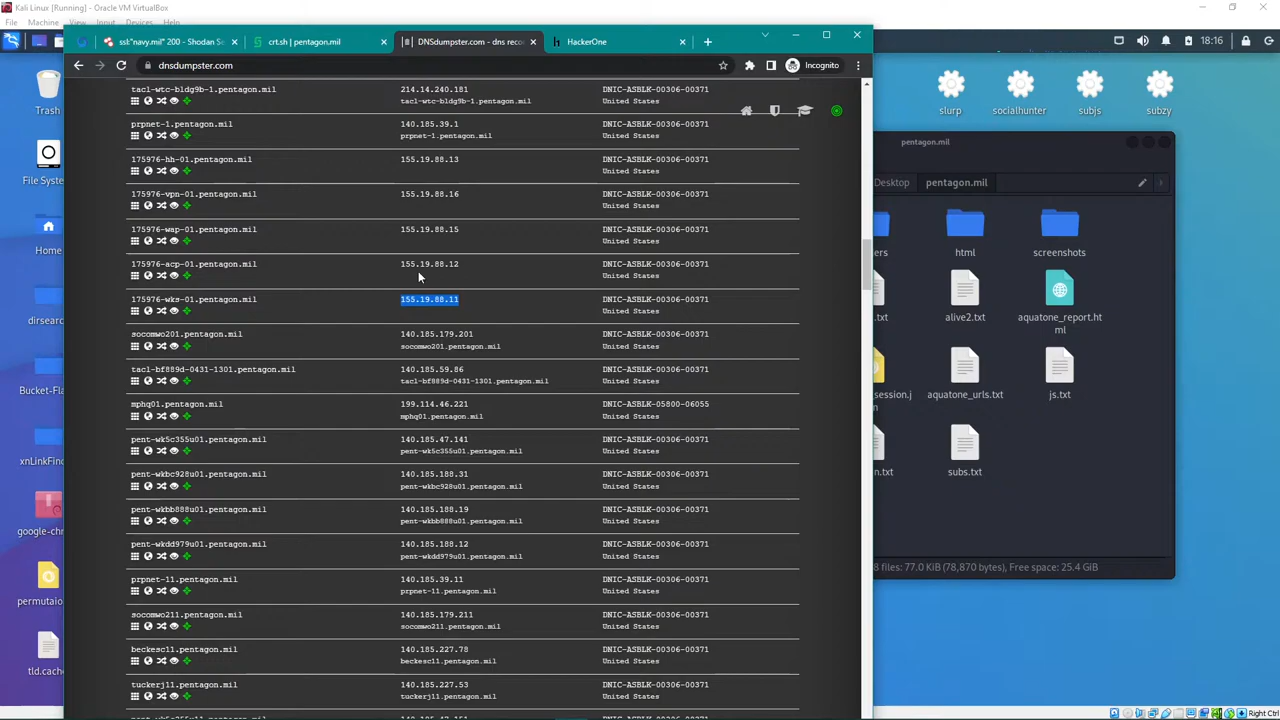 Kali Linux [Running] - Oracle VM VirtualBox
File Machine View Input Devices Help
ssl:"navy.mil" 200 - Shodan Se
crt.sh | pentagon.mil
DNSdumpster.com - dns reco
HackerOne
dnsdumpster.com
Incognito
18:16
Trash
File System
Home
dirsearc
Bucket-Fla
xnLinkFind
google-chr
permutaion
tld.cache
slurp
socialhunter
subjs
subzy
tacl-wtc-bldg9b-1.pentagon.mil 214.14.240.181 DNIC-ASBLK-00306-00371
tacl-wtc-bldg9b-1.pentagon.mil United States
prpnet-1.pentagon.mil 140.185.39.1 DNIC-ASBLK-00306-00371
prpnet-1.pentagon.mil United States
175976-hh-01.pentagon.mil 155.19.88.13 DNIC-ASBLK-00306-00371
United States
175976-vpn-01.pentagon.mil 155.19.88.16 DNIC-ASBLK-00306-00371
United States
175976-wap-01.pentagon.mil 155.19.88.15 DNIC-ASBLK-00306-00371
United States
155.19.88.12 DNIC-ASBLK-00306-00371
United States
175976-wks-01.pentagon.mil 155.19.88.11 DNIC-ASBLK-00306-00371
United States
socomwo201.pentagon.mil 140.185.179.201 DNIC-ASBLK-00306-00371
socomwo201.pentagon.mil United States
tacl-bf889d-0431-1301.pentagon.mil 140.185.59.86 DNIC-ASBLK-00306-00371
tacl-bf889d-0431-1301.pentagon.mil United States
mphq01.pentagon.mil 199.114.46.221 DNIC-ASBLK-05800-06055
mphq01.pentagon.mil United States
pent-wk5c355u01.pentagon.mil 140.185.47.141 DNIC-ASBLK-00306-00371
pent-wk5c355u01.pentagon.mil United States
pent-wkbc928u01.pentagon.mil 140.185.188.31 DNIC-ASBLK-00306-00371
pent-wkbc928u01.pentagon.mil United States
pent-wkbb888u01.pentagon.mil 140.185.188.19 DNIC-ASBLK-00306-00371
pent-wkbb888u01.pentagon.mil United States
pent-wkdd979u01.pentagon.mil 140.185.188.12 DNIC-ASBLK-00306-00371
pent-wkdd979u01.pentagon.mil United States
prpnet-11.pentagon.mil 140.185.39.11 DNIC-ASBLK-00306-00371
prpnet-11.pentagon.mil United States
socomwo211.pentagon.mil 140.185.179.211 DNIC-ASBLK-00306-00371
socomwo211.pentagon.mil United States
beckesc11.pentagon.mil 140.185.227.78 DNIC-ASBLK-00306-00371
beckesc11.pentagon.mil United States
tuckerj11.pentagon.mil 140.185.227.53 DNIC-ASBLK-00306-00371
tuckerj11.pentagon.mil United States
pentagon.mil
Desktop
pentagon.mil
ers
html
screenshots
.txt
alive2.txt
aquatone_report.ht
ml
_session.j
n
aquatone_urls.txt
js.txt
n.txt
subs.txt
8 files: 77.0 KiB (78,870 bytes), Free space: 25.4 GiB
Right Ctrl